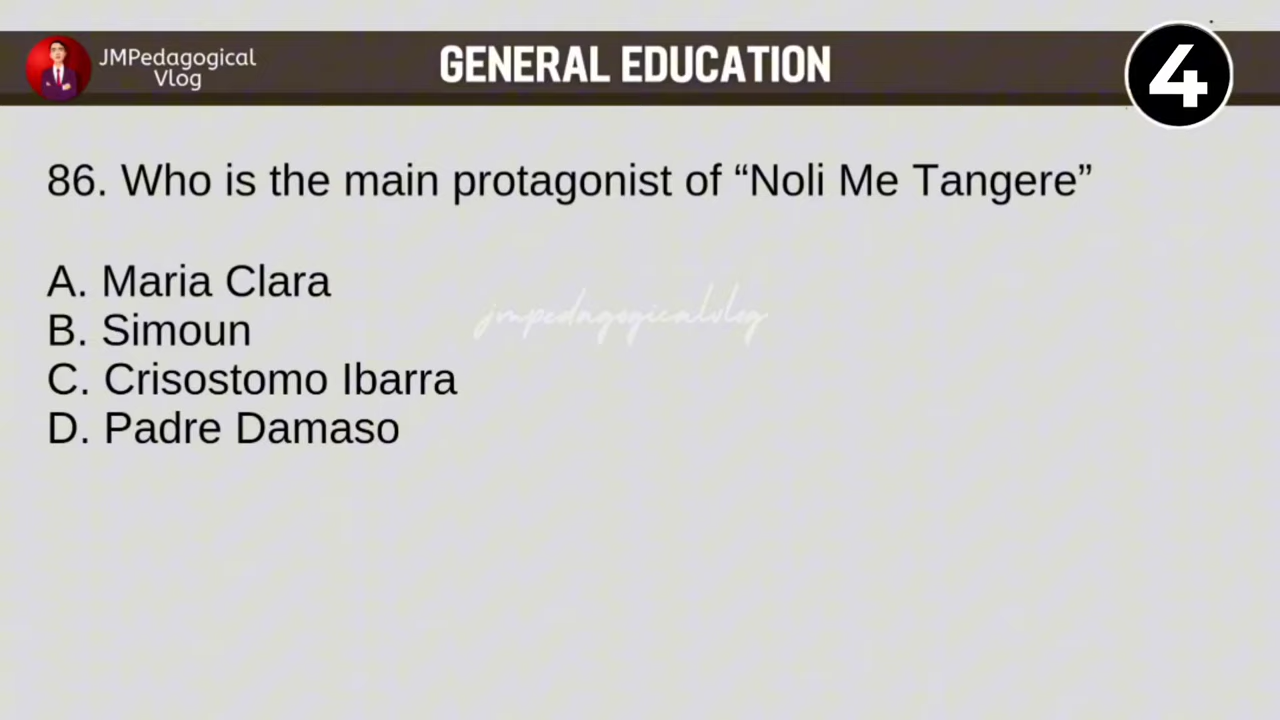 JMPedagogical
Vlog
GENERAL EDUCATION
4
86. Who is the main protagonist of “Noli Me Tangere”
A. Maria Clara
jmpedagogicalvlog
B. Simoun
C. Crisostomo Ibarra
D. Padre Damaso